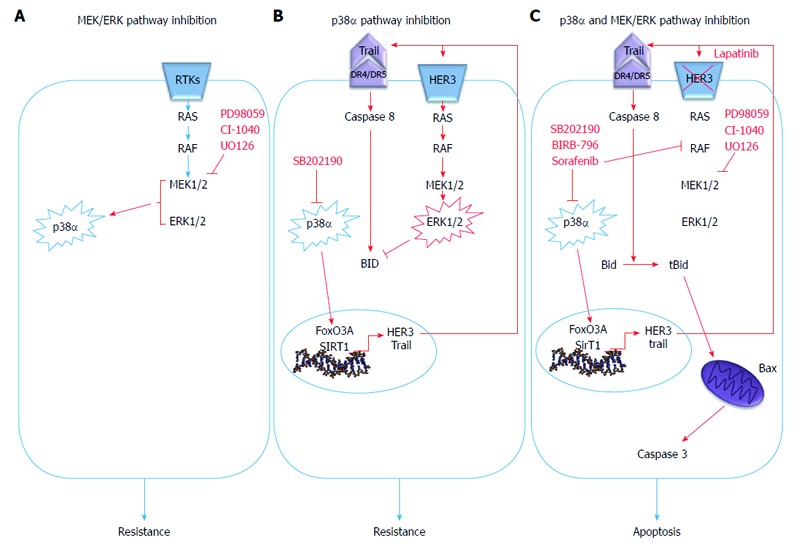 A
MEK/ERK pathway inhibition
RTKs
RAS
RAF
PD98059
CI-1040
UO126
MEK1/2
ERK1/2
p38α
Resistance
B
p38α pathway inhibition
Trail
DR4/DR5
HER3
Caspase 8
RAS
RAF
SB202190
MEK1/2
p38α
ERK1/2
BID
FoxO3A
SIRT1
HER3
Trail
Resistance
C
p38α and MEK/ERK pathway inhibition
Trail
DR4/DR5
HER3
Lapatinib
Caspase 8
RAS
PD98059
CI-1040
UO126
SB202190
BIRB-796
Sorafenib
RAF
MEK1/2
p38α
ERK1/2
Bid
tBid
FoxO3A
SirT1
HER3
trail
Bax
Caspase 3
Apoptosis